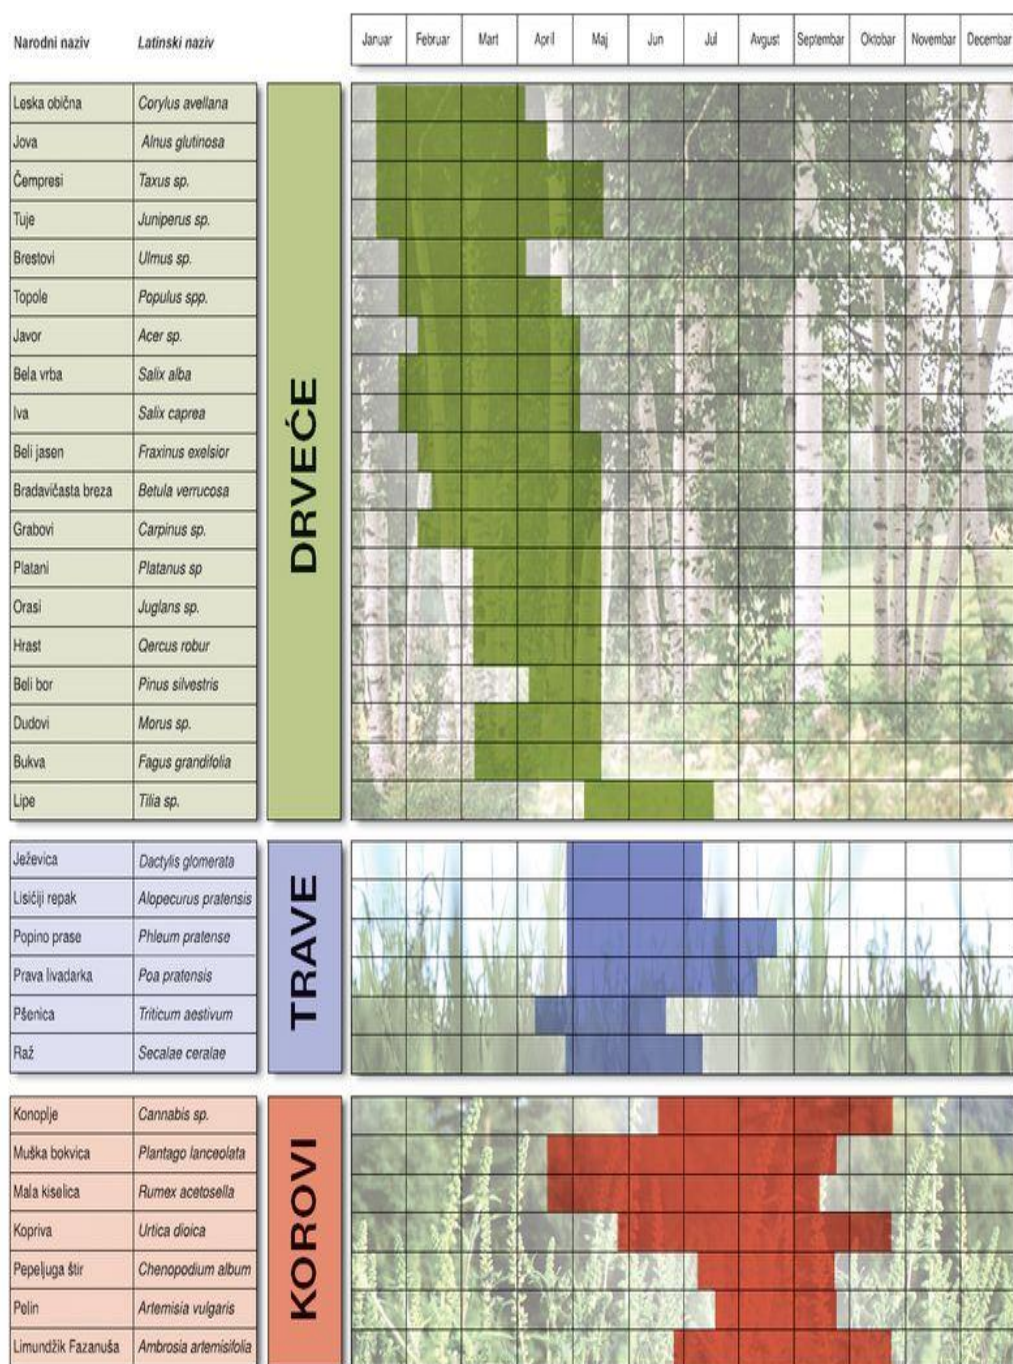 Narodni naziv Latinski naziv Januar Februar Mart April Maj Jun Jul Avgust Septembar Oktobar Novembar Decembar
Leska obična Corylus avellana
Jova Alnus glutinosa
Čempresi Taxus sp.
Tuje Juniperus sp.
Brestovi Ulmus sp.
Topole Populus spp.
Javor Acer sp.
Bela vrba Salix alba
Iva Salix caprea
Beli jasen Fraxinus exelsior
Bradavičasta breza Betula verrucosa
Grabovi Carpinus sp.
Platani Platanus sp
Orasi Juglans sp.
Hrast Qercus robur
Beli bor Pinus silvestris
Dudovi Morus sp.
Bukva Fagus grandifolia
Lipe Tilia sp.
DRVEĆE
Ježevica Dactylis glomerata
Lisičiji repak Alopecurus pratensis
Popino prase Phleum pratense
Prava livadarka Poa pratensis
Pšenica Triticum aestivum
Raž Secalae ceralae
TRAVE
Konoplje Cannabis sp.
Muška bokvica Plantago lanceolata
Mala kiselica Rumex acetosella
Kopriva Urtica dioica
Pepeljuga štir Chenopodium album
Pelin Artemisia vulgaris
Limundžik Fazanuša Ambrosia artemisifolia
KOROVI